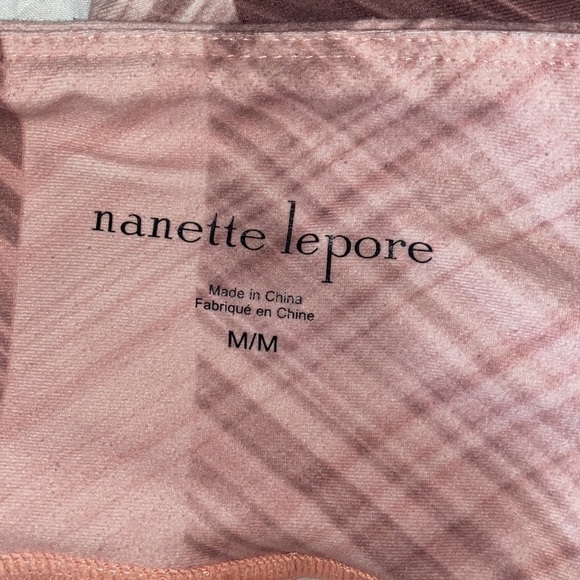 nanette lepore
Made in China
Fabriqué en Chine
M/M